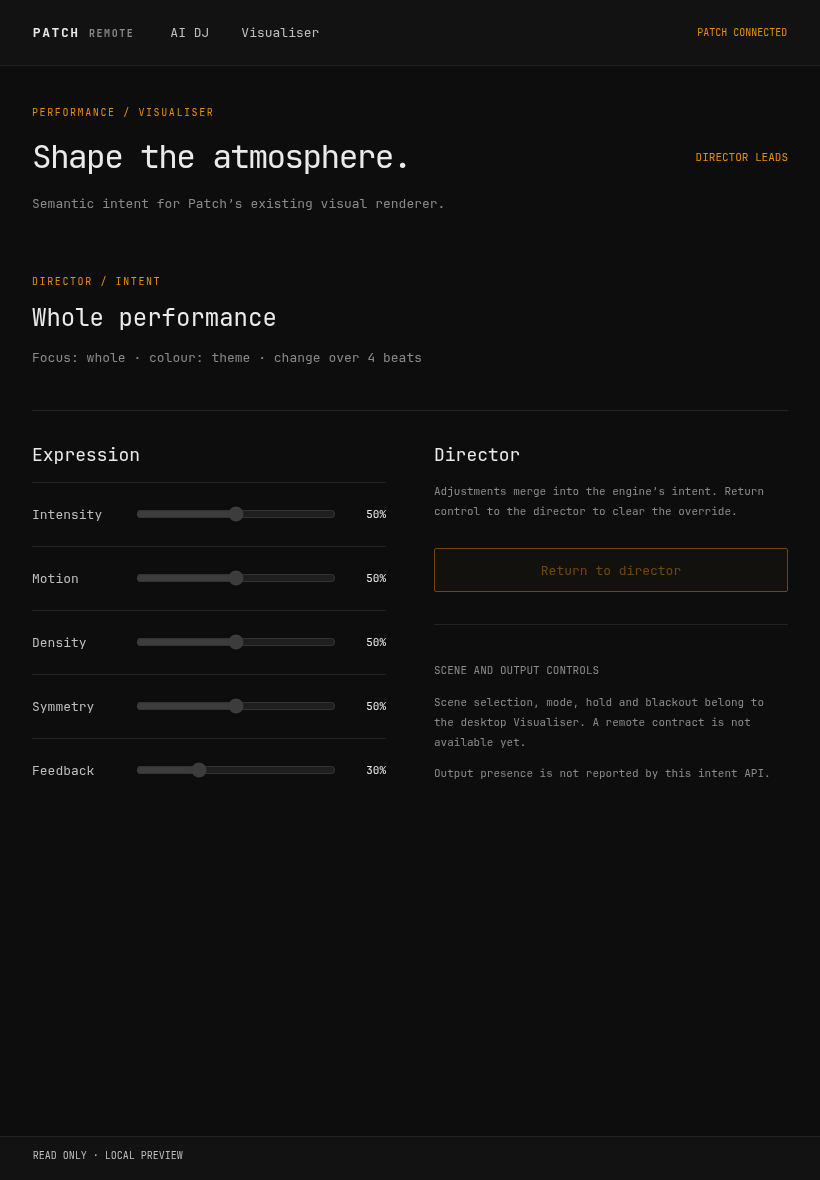 PATCH REMOTE AI DJ Visualiser PATCH CONNECTED
PERFORMANCE / VISUALISER
Shape the atmosphere.
DIRECTOR LEADS
Semantic intent for Patch’s existing visual renderer.
DIRECTOR / INTENT
Whole performance
Focus: whole · colour: theme · change over 4 beats
Expression
Intensity 50%
Motion 50%
Density 50%
Symmetry 50%
Feedback 30%
Director
Adjustments merge into the engine’s intent. Return
control to the director to clear the override.
Return to director
SCENE AND OUTPUT CONTROLS
Scene selection, mode, hold and blackout belong to
the desktop Visualiser. A remote contract is not
available yet.
Output presence is not reported by this intent API.
READ ONLY · LOCAL PREVIEW